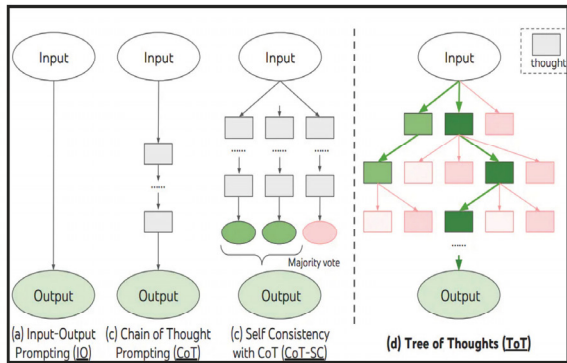 Input
Input
Input
Input
thought
......
......
......
......
Majority vote
......
Output
Output
Output
Output
(a) Input-Output
Prompting (IO)
(c) Chain of Thought
Prompting (CoT)
(c) Self Consistency
with CoT (CoT-SC)
(d) Tree of Thoughts (ToT)